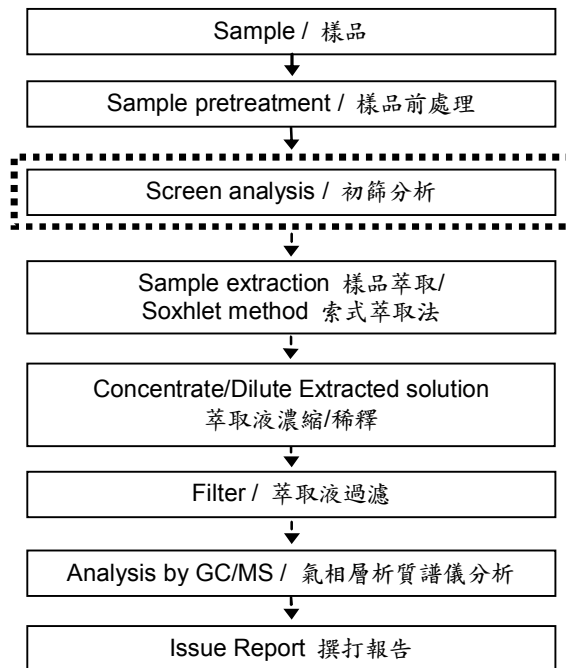 Sample / 樣品
Sample pretreatment / 樣品前處理
Screen analysis / 初篩分析
Sample extraction 樣品萃取/
Soxhlet method 索式萃取法
Concentrate/Dilute Extracted solution
萃取液濃縮/稀釋
Filter / 萃取液過濾
Analysis by GC/MS / 氣相層析質譜儀分析
Issue Report 撰打報告